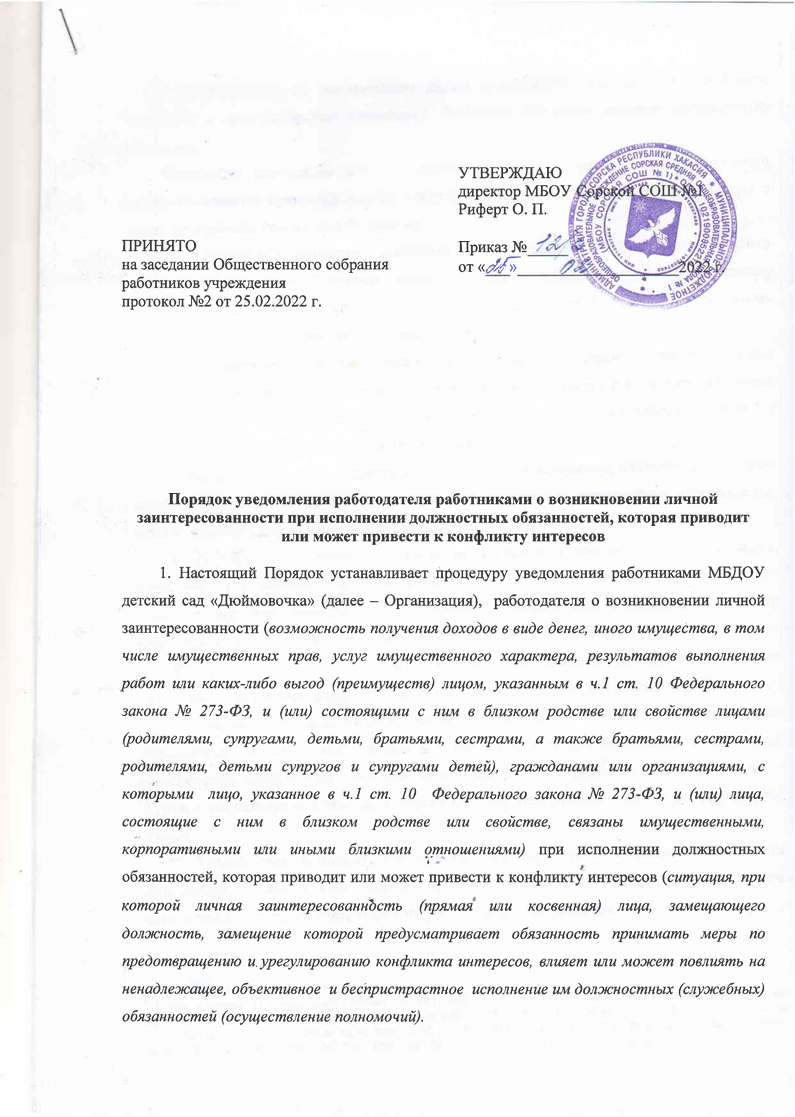 УТВЕРЖДАЮ
директор МБОУ Сорской СОШ №1
Риферт О. П.
Приказ №
от «25» 2022 г.
ПРИНЯТО
на заседании Общественного собрания
работников учреждения
протокол №2 от 25.02.2022 г.
Порядок уведомления работодателя работниками о возникновении личной
заинтересованности при исполнении должностных обязанностей, которая приводит
или может привести к конфликту интересов
1. Настоящий Порядок устанавливает процедуру уведомления работниками МБДОУ
детский сад «Дюймовочка» (далее – Организация), работодателя о возникновении личной
заинтересованности (возможность получения доходов в виде денег, иного имущества, в том
числе имущественных прав, услуг имущественного характера, результатов выполнения
работ или каких-либо выгод (преимуществ) лицом, указанным в ч.1 ст. 10 Федерального
закона № 273-ФЗ, и (или) состоящими с ним в близком родстве или свойстве лицами
(родителями, супругами, детьми, братьями, сестрами, а также братьями, сестрами,
родителями, детьми супругов и супругами детей), гражданами или организациями, с
которыми лицо, указанное в ч.1 ст. 10 Федерального закона № 273-ФЗ, и (или) лица,
состоящие с ним в близком родстве или свойстве, связаны имущественными,
корпоративными или иными близкими отношениями) при исполнении должностных
обязанностей, которая приводит или может привести к конфликту интересов (ситуация, при
которой личная заинтересованность (прямая или косвенная) лица, замещающего
должность, замещение которой предусматривает обязанность принимать меры по
предотвращению и урегулированию конфликта интересов, влияет или может повлиять на
ненадлежащее, объективное и беспристрастное исполнение им должностных (служебных)
обязанностей (осуществление полномочий).